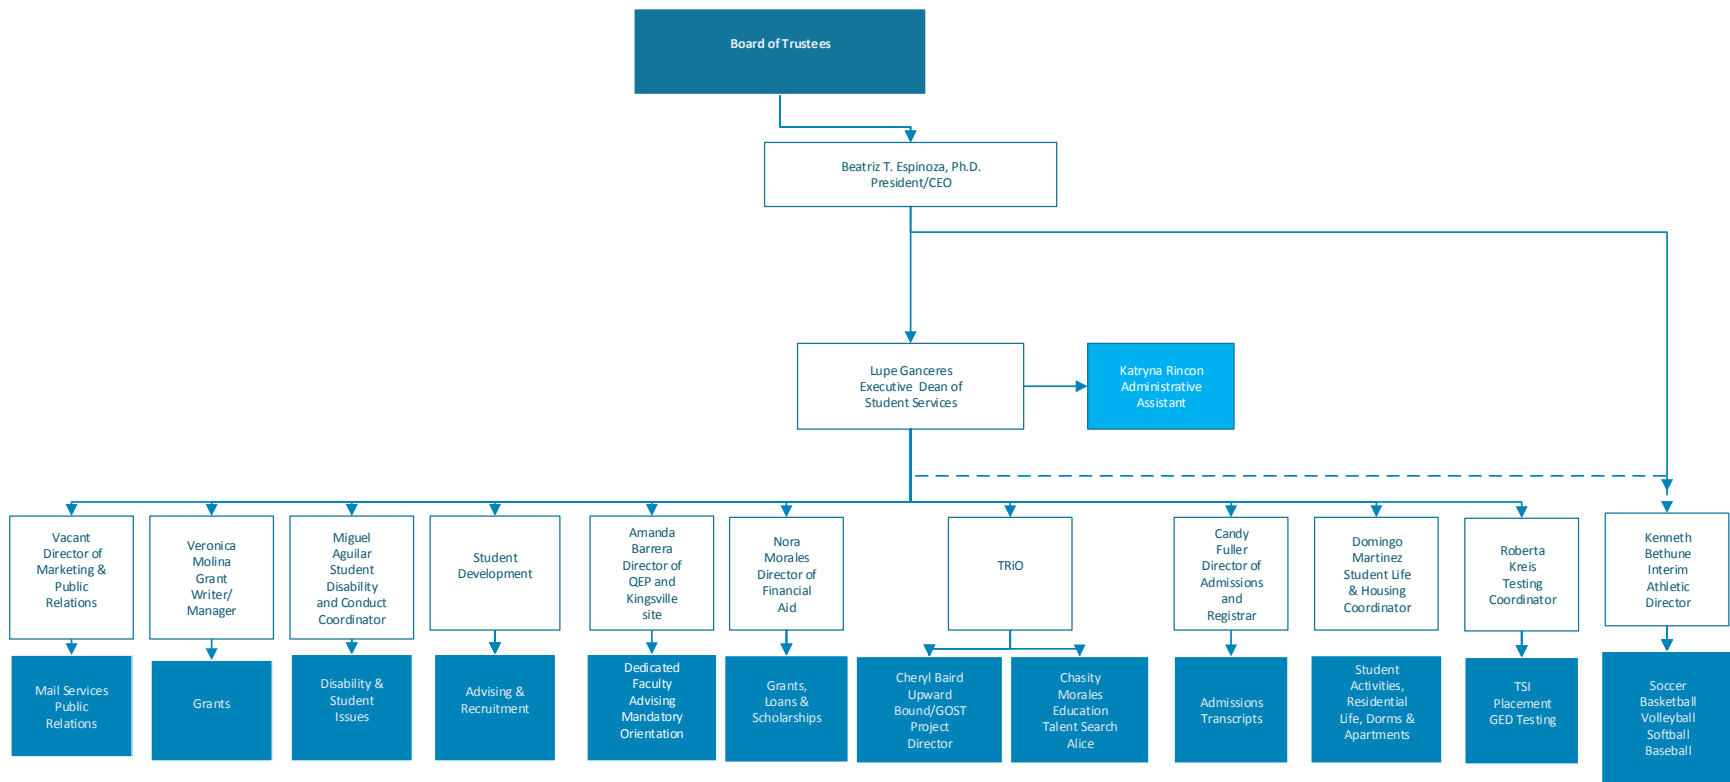 Board of Trustees
Beatriz T. Espinoza, Ph.D.
President/CEO
Lupe Ganceres
Executive Dean of
Student Services
Katryna Rincon
Administrative
Assistant
Vacant
Director of
Marketing &
Public
Relations
Veronica
Molina
Grant
Writer/
Manager
Miguel
Aguilar
Student
Disability
and Conduct
Coordinator
Student
Development
Amanda
Barrera
Director of
QEP and
Kingsville
site
Nora
Morales
Director of
Financial
Aid
TRiO
Candy
Fuller
Director of
Admissions
and
Registrar
Domingo
Martinez
Student Life
& Housing
Coordinator
Roberta
Kreis
Testing
Coordinator
Kenneth
Bethune
Interim
Athletic
Director
Mail Services
Public
Relations
Grants
Disability &
Student
Issues
Advising &
Recruitment
Dedicated
Faculty
Advising
Mandatory
Orientation
Grants,
Loans &
Scholarships
Cheryl Baird
Upward
Bound/GOST
Project
Director
Chasity
Morales
Education
Talent Search
Alice
Admissions
Transcripts
Student
Activities,
Residential
Life, Dorms &
Apartments
TSI
Placement
GED Testing
Soccer
Basketball
Volleyball
Softball
Baseball